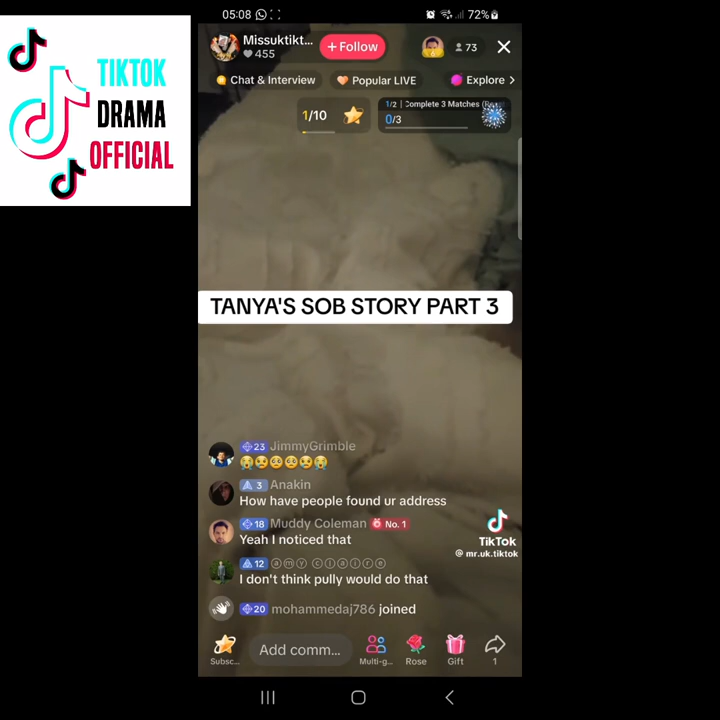 05:08
72%
TIKTOK
DRAMA
OFFICIAL
Missuktikt...
455
+ Follow
73
Chat & Interview
Popular LIVE
Explore
1/10
1/2 | Complete 3 Matches
0/3
TANYA'S SOB STORY PART 3
23 JimmyGrimble
3 Anakin
How have people found ur address
18 Muddy Coleman No. 1
Yeah I noticed that
12 ⓐⓜⓨ ⓒⓛⓐⓘⓡⓔ
I don't think pully would do that
20 mohammedaj786 joined
TikTok
@mr.uk.tiktok
Subsc...
Add comm...
Multi-g...
Rose
Gift
1